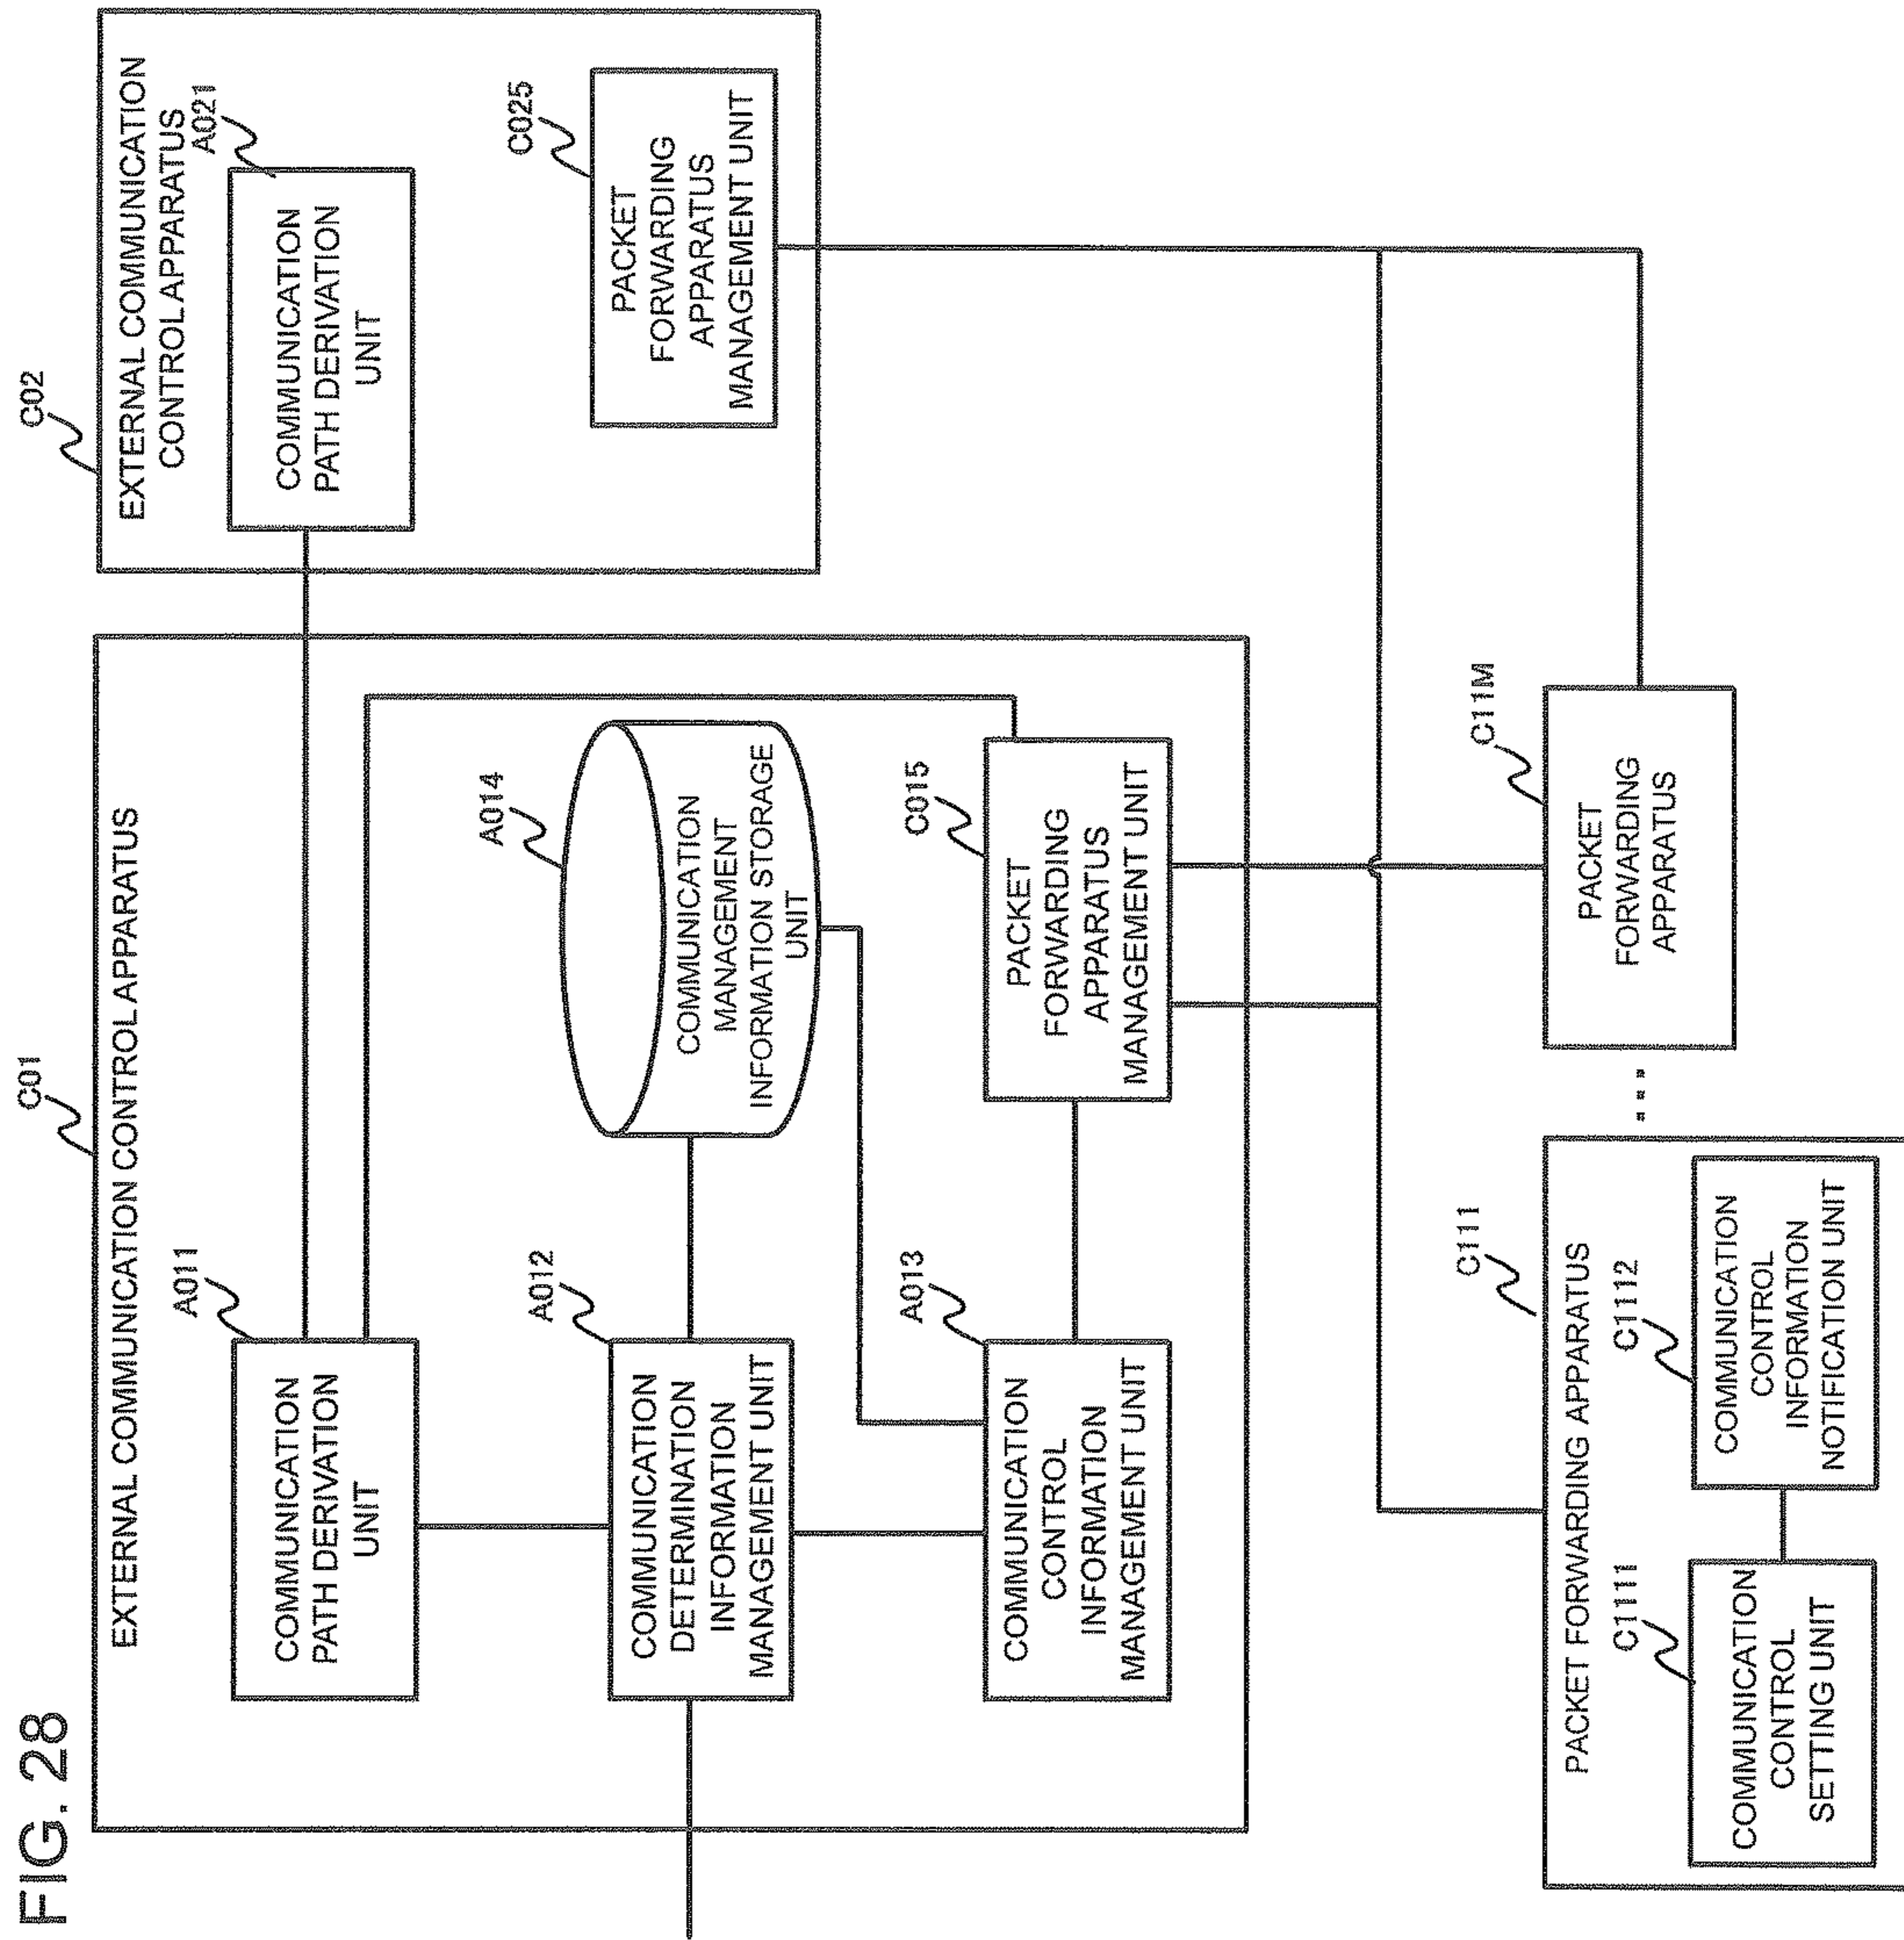 FIG. 28
C01
EXTERNAL COMMUNICATION CONTROL APPARATUS
A011
COMMUNICATION
PATH DERIVATION
UNIT
A012
COMMUNICATION
DETERMINATION
INFORMATION
MANAGEMENT UNIT
A014
COMMUNICATION
MANAGEMENT
INFORMATION STORAGE
UNIT
A013
COMMUNICATION
CONTROL
INFORMATION
MANAGEMENT UNIT
C015
PACKET
FORWARDING
APPARATUS
MANAGEMENT UNIT
C02
EXTERNAL COMMUNICATION
CONTROL APPARATUS
A021
COMMUNICATION
PATH DERIVATION
UNIT
C025
PACKET
FORWARDING
APPARATUS
MANAGEMENT UNIT
C111
PACKET FORWARDING APPARATUS
C1111
COMMUNICATION
CONTROL
SETTING UNIT
C1112
COMMUNICATION
CONTROL
INFORMATION
NOTIFICATION UNIT
...
C11M
PACKET
FORWARDING
APPARATUS